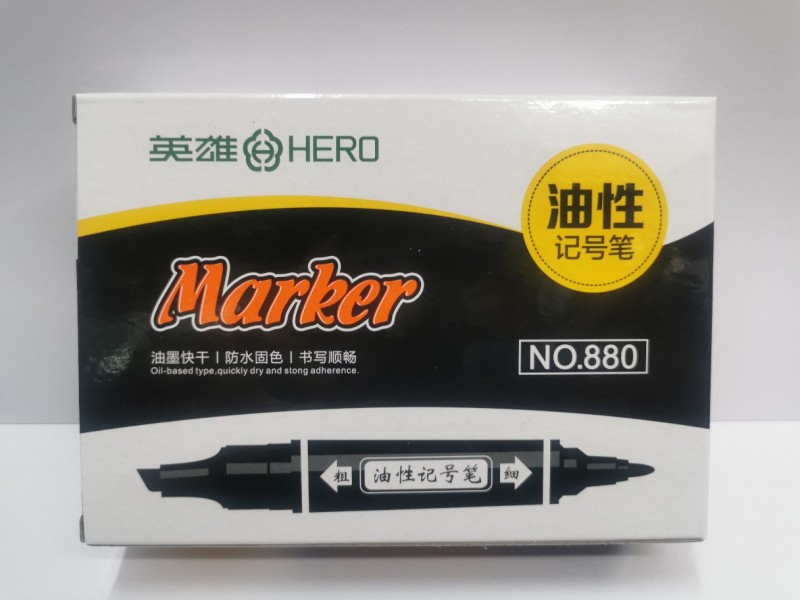 英雄 HERO
油性
记号笔
Marker
油墨快干 | 防水固色 | 书写顺畅
Oil-based type,quickly dry and stong adherence.
NO.880
粗 油性记号笔 细